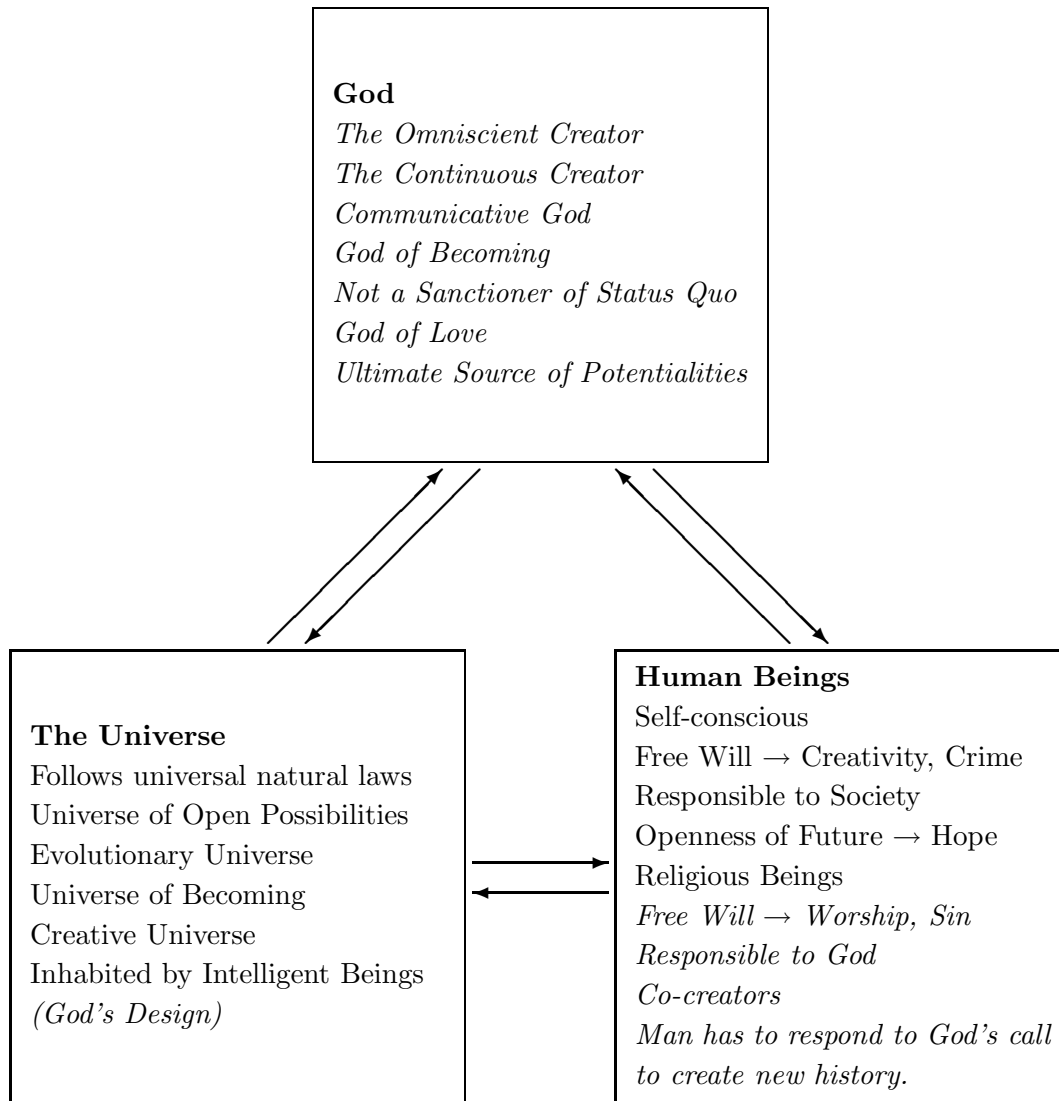 God
The Omniscient Creator
The Continuous Creator
Communicative God
God of Becoming
Not a Sanctioner of Status Quo
God of Love
Ultimate Source of Potentialities
The Universe
Follows universal natural laws
Universe of Open Possibilities
Evolutionary Universe
Universe of Becoming
Creative Universe
Inhabited by Intelligent Beings
(God's Design)
Human Beings
Self-conscious
Free Will → Creativity, Crime
Responsible to Society
Openness of Future → Hope
Religious Beings
Free Will → Worship, Sin
Responsible to God
Co-creators
Man has to respond to God's call
to create new history.